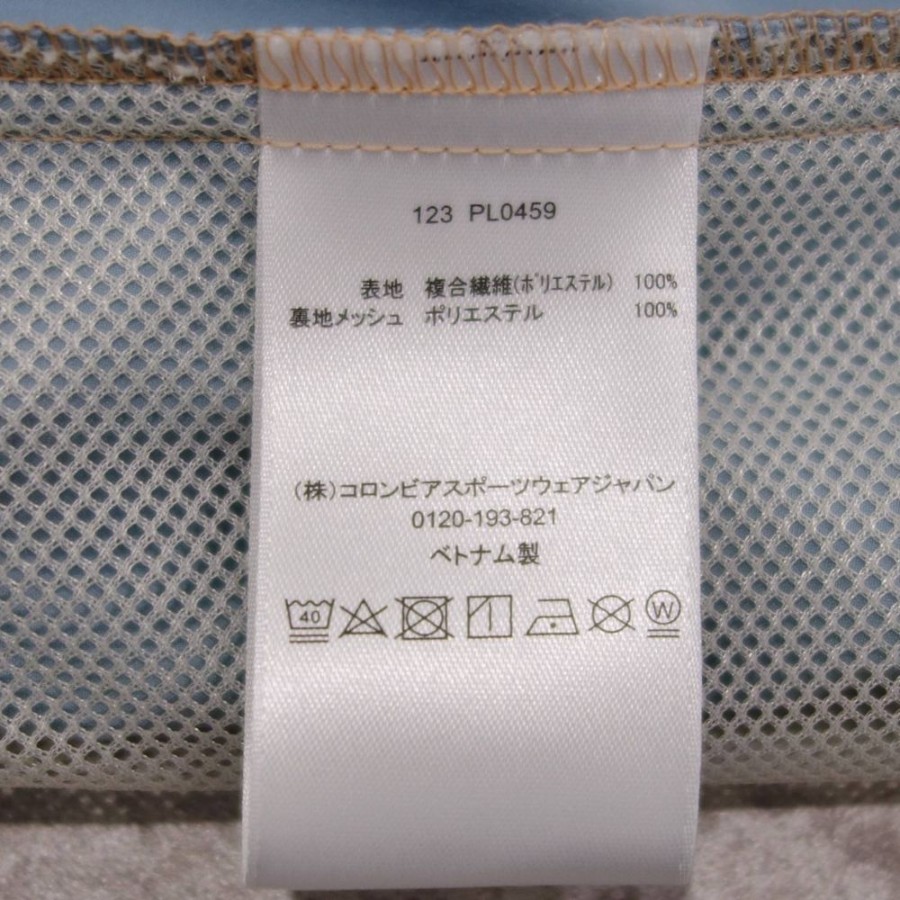 123 PL0459
表地 複合繊維(ポリエステル) 100%
裏地メッシュ ポリエステル 100%
(株)コロンビアスポーツウェアジャパン
0120-193-821
ベトナム製
40 W